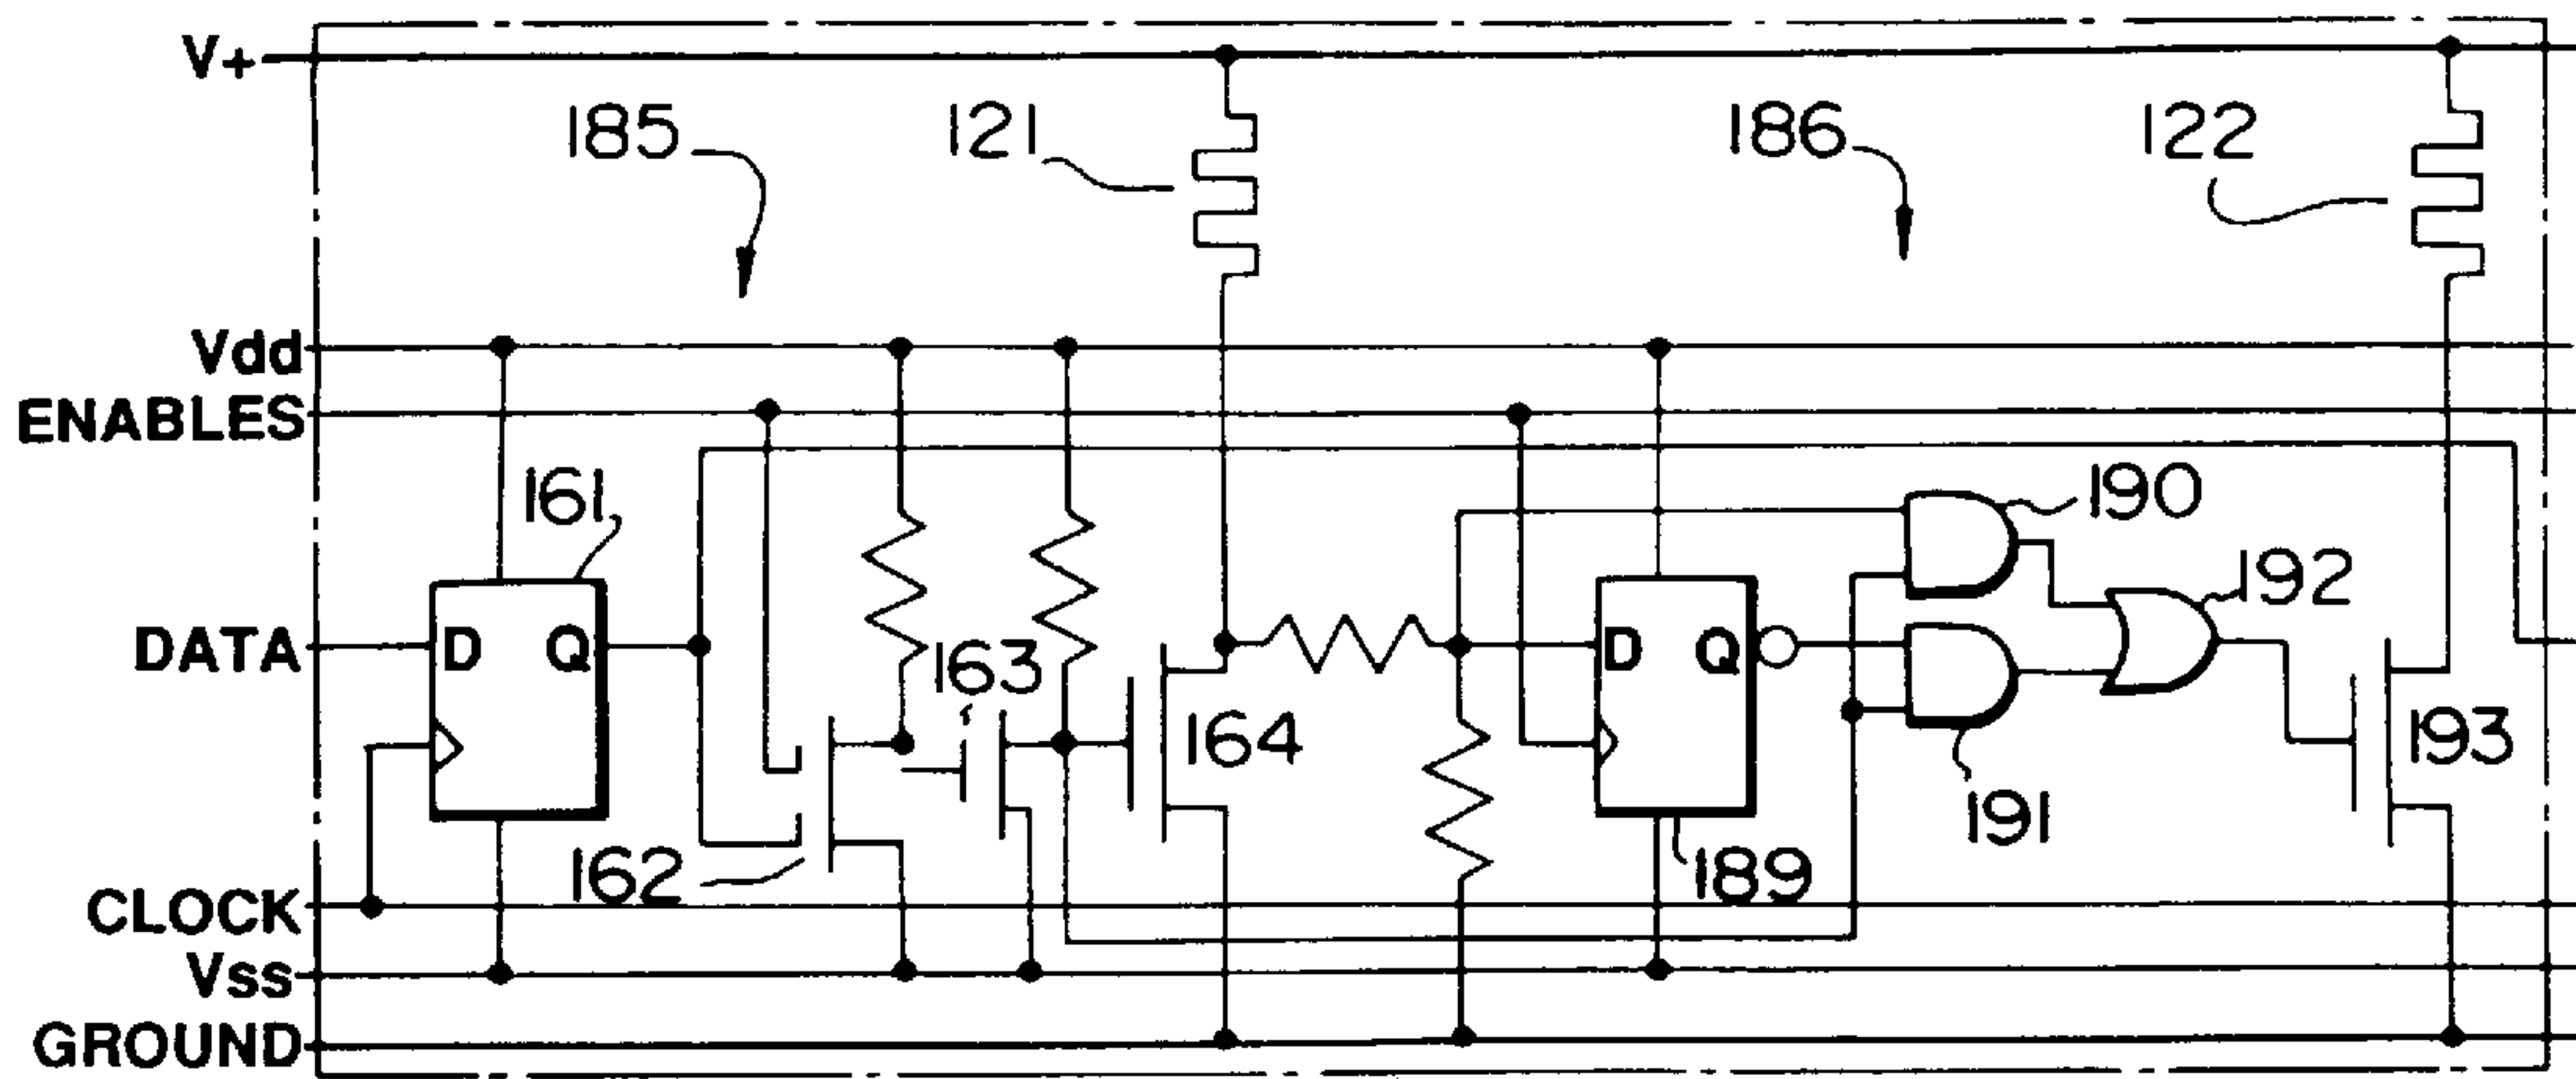 V+
185
121
186
122
Vdd
ENABLES
161
190
192
DATA
D
Q
163
164
D
Q
193
191
162
189
CLOCK
Vss
GROUND